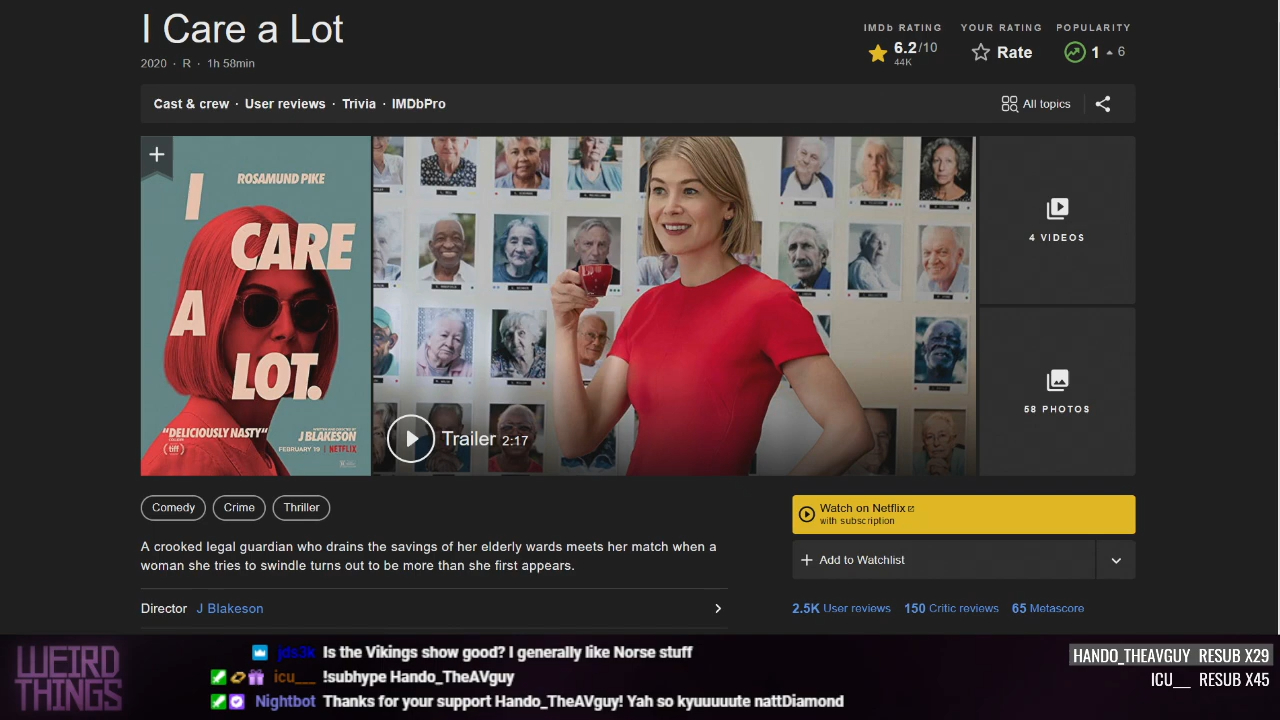 I Care a Lot
2020 · R · 1h 58min
IMDb RATING
6.2/10
44K
YOUR RATING
Rate
POPULARITY
1 6
Cast & crew · User reviews · Trivia · IMDbPro
All topics
ROSAMUND PIKE
I
CARE
A
LOT.
"DELICIOUSLY NASTY"
tiff
J BLAKESON
FEBRUARY 19 | NETFLIX
Trailer 2:17
4 VIDEOS
58 PHOTOS
Comedy
Crime
Thriller
A crooked legal guardian who drains the savings of her elderly wards meets her match when a
woman she tries to swindle turns out to be more than she first appears.
Director J Blakeson
Watch on Netflix
with subscription
Add to Watchlist
2.5K User reviews 150 Critic reviews 65 Metascore
WEIRD
THINGS
jds3k Is the Vikings show good? I generally like Norse stuff
icu__ !subhype Hando_TheAVguy
Nightbot Thanks for your support Hando_TheAVguy! Yah so kyuuuuute nattDiamond
HANDO_THEAVGUY RESUB X29
ICU__ RESUB X45